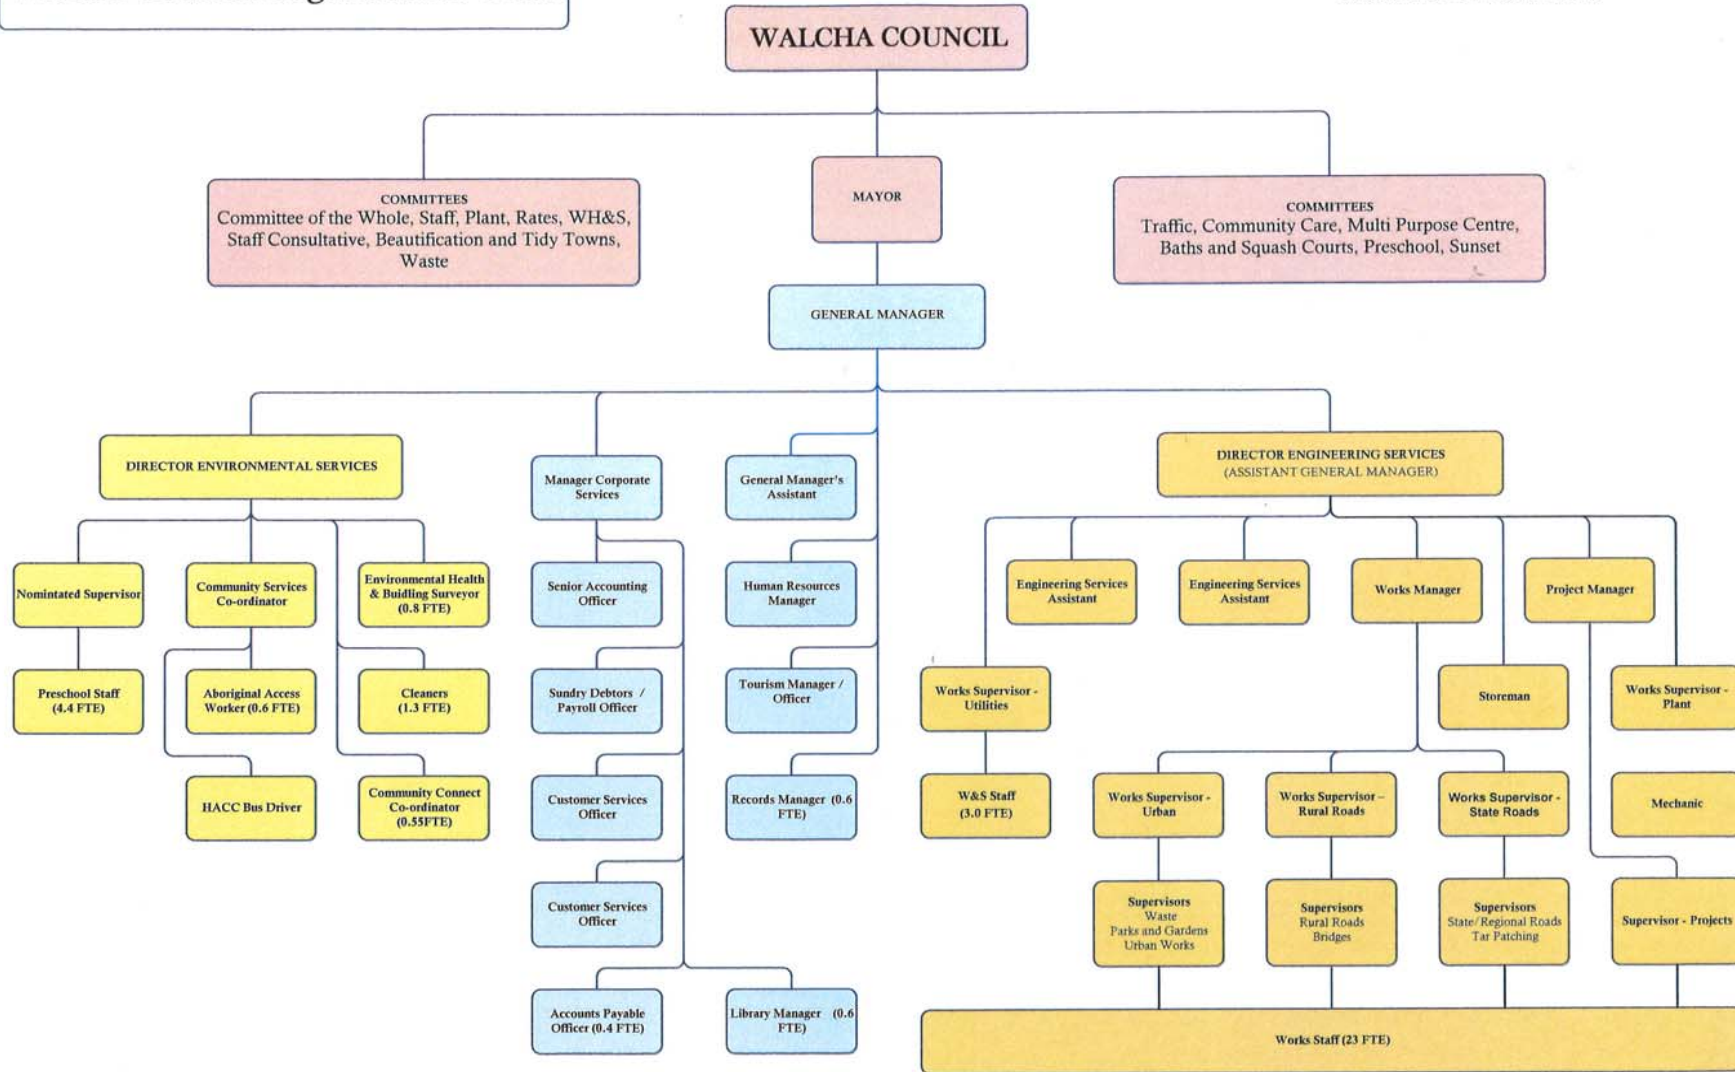 WALCHA COUNCIL
COMMITTEES
Committee of the Whole, Staff, Plant, Rates, WH&S,
Staff Consultative, Beautification and Tidy Towns,
Waste
MAYOR
COMMITTEES
Traffic, Community Care, Multi Purpose Centre,
Baths and Squash Courts, Preschool, Sunset
GENERAL MANAGER
DIRECTOR ENVIRONMENTAL SERVICES
Manager Corporate
Services
General Manager's
Assistant
DIRECTOR ENGINEERING SERVICES
(ASSISTANT GENERAL MANAGER)
Nomintated Supervisor
Community Services
Co-ordinator
Environmental Health
& Buidling Surveyor
(0.8 FTE)
Senior Accounting
Officer
Human Resources
Manager
Engineering Services
Assistant
Engineering Services
Assistant
Works Manager
Project Manager
Preschool Staff
(4.4 FTE)
Aboriginal Access
Worker (0.6 FTE)
Cleaners
(1.3 FTE)
Sundry Debtors /
Payroll Officer
Tourism Manager /
Officer
Works Supervisor -
Utilities
Storeman
Works Supervisor -
Plant
HACC Bus Driver
Community Connect
Co-ordinator
(0.55FTE)
Customer Services
Officer
Records Manager (0.6
FTE)
W&S Staff
(3.0 FTE)
Works Supervisor -
Urban
Works Supervisor –
Rural Roads
Works Supervisor -
State Roads
Mechanic
Customer Services
Officer
Supervisors
Waste
Parks and Gardens
Urban Works
Supervisors
Rural Roads
Bridges
Supervisors
State/Regional Roads
Tar Patching
Supervisor - Projects
Accounts Payable
Officer (0.4 FTE)
Library Manager (0.6
FTE)
Works Staff (23 FTE)